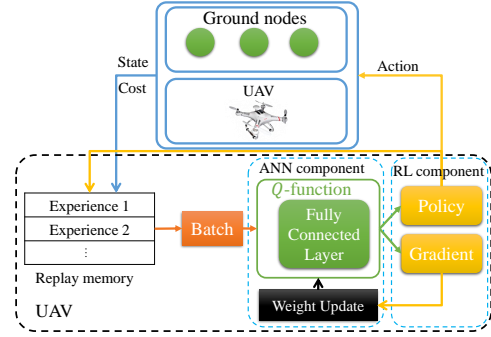 Ground nodes
State
Cost
Action
UAV
ANN component
RL component
Q-function
Experience 1
Experience 2
⋮
Replay memory
Batch
Fully
Connected
Layer
Policy
Gradient
Weight Update
UAV